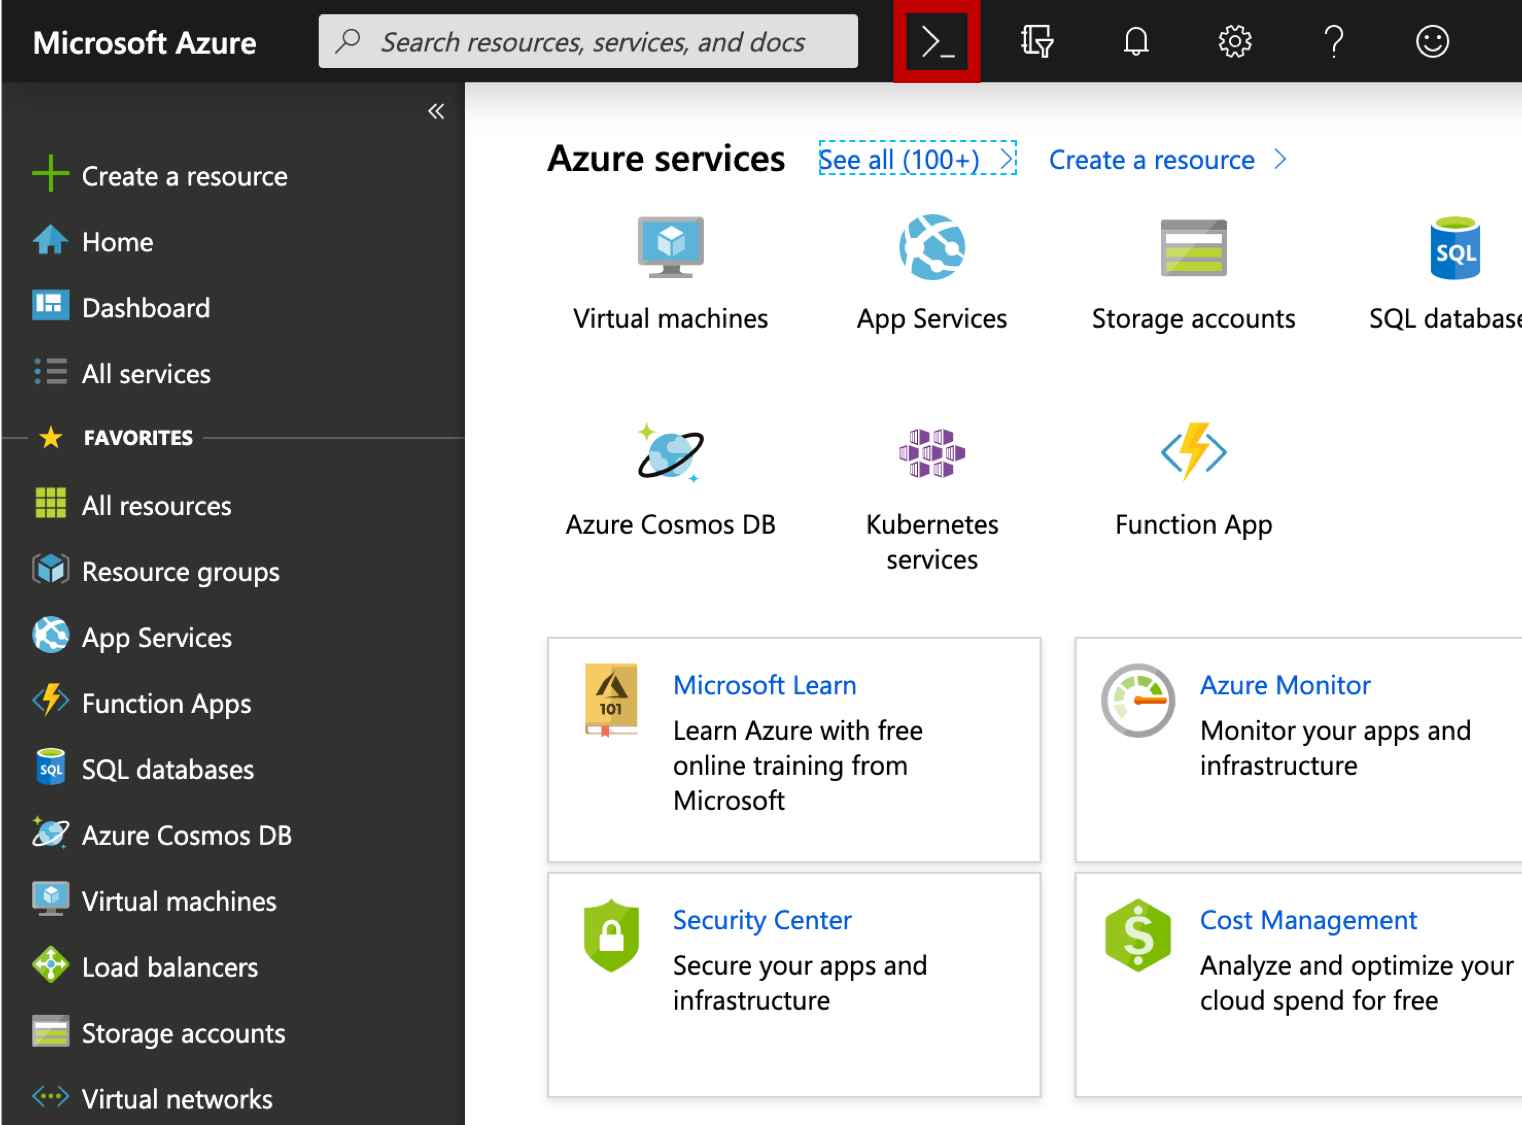 Microsoft Azure
Search resources, services, and docs
Create a resource
Home
Dashboard
All services
FAVORITES
All resources
Resource groups
App Services
Function Apps
SQL
SQL databases
Azure Cosmos DB
Virtual machines
Load balancers
Storage accounts
Virtual networks
Azure services
See all (100+)
Create a resource
Virtual machines
App Services
Storage accounts
SQL
SQL database
Azure Cosmos DB
Kubernetes
services
Function App
101
Microsoft Learn
Learn Azure with free
online training from
Microsoft
Azure Monitor
Monitor your apps and
infrastructure
Security Center
Secure your apps and
infrastructure
$
Cost Management
Analyze and optimize your
cloud spend for free